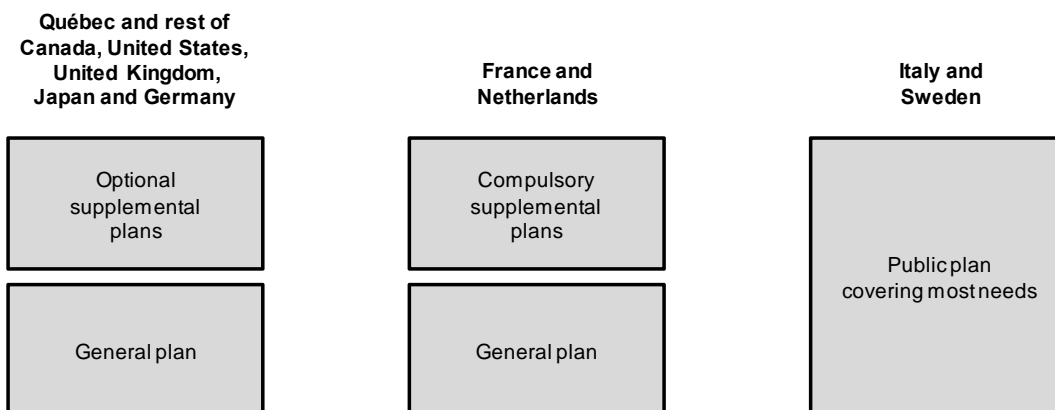 Québec and rest of
Canada, United States,
United Kingdom,
Japan and Germany
France and
Netherlands
Italy and
Sweden
Optional
supplemental
plans
Compulsory
supplemental
plans
Public plan
covering most needs
General plan
General plan